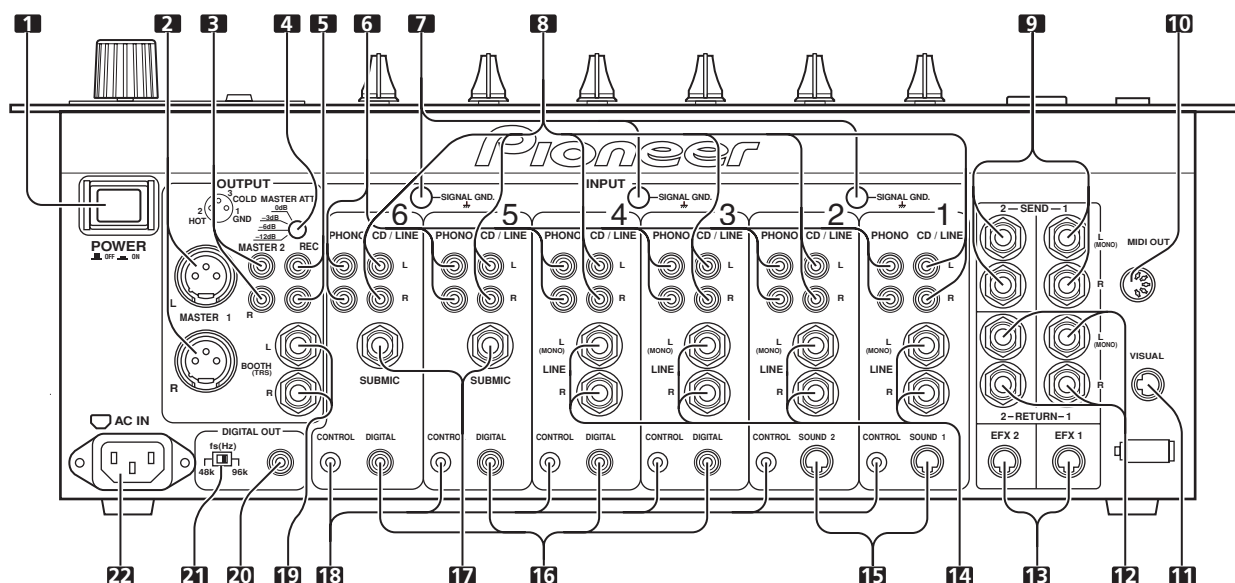 1 2 3 4 5 6 7 8 9 10
Pioneer
OUTPUT INPUT
3
COLD MASTER ATT.
2 1
HOT GND
0dB
–3dB
–6dB
–12dB
MASTER 2 REC
SIGNAL GND. SIGNAL GND. SIGNAL GND.
6 5 4 3 2 1
PHONO CD / LINE PHONO CD / LINE PHONO CD / LINE PHONO CD / LINE PHONO CD / LINE PHONO CD / LINE
POWER
OFF ON
L L L L L L
R R R R R R R
L
MASTER 1
R
L
BOOTH
(TRS)
R
SUBMIC SUBMIC
L L L L
(MONO) (MONO) (MONO) (MONO)
LINE LINE LINE LINE
R R R R
2 — SEND — 1
L
(MONO)
R
MIDI OUT
L
(MONO)
R
VISUAL
2 – RETURN – 1
EFX 2 EFX 1
AC IN
DIGITAL OUT
fs(Hz)
48k 96k
CONTROL DIGITAL CONTROL DIGITAL CONTROL DIGITAL CONTROL DIGITAL CONTROL SOUND 2 CONTROL SOUND 1
22 21 20 19 18 17 16 15 14 13 12 11